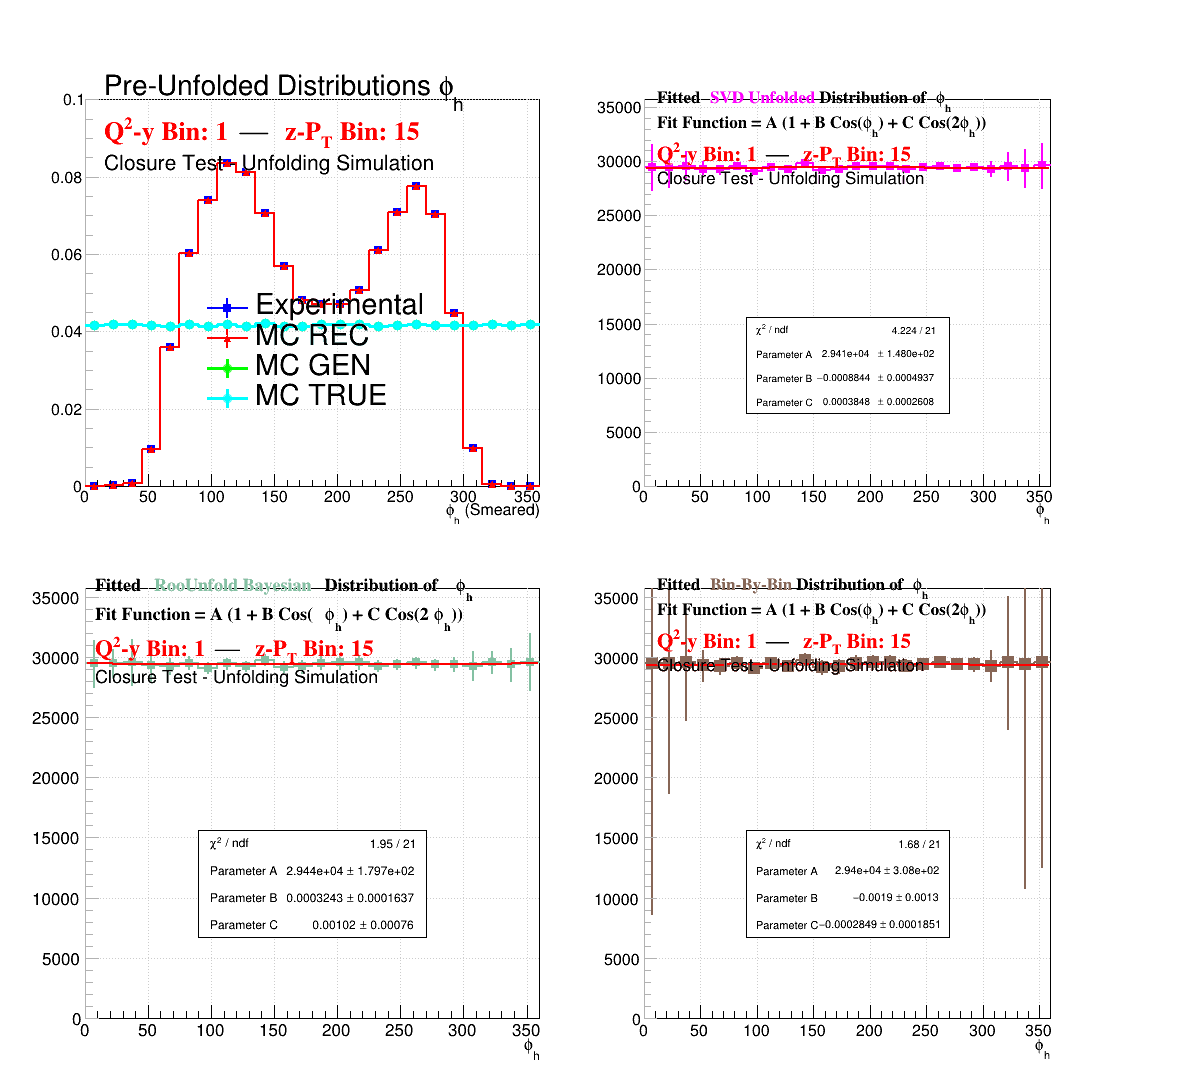 Pre-Unfolded Distributions ϕh
Q²-y Bin: 1 — z-PT Bin: 15
Closure Test - Unfolding Simulation
0.1
0.08
0.06
0.04
0.02
0
Experimental
MC REC
MC GEN
MC TRUE
0 50 100 150 200 250 300 350
ϕh (Smeared)
Fitted SVD Unfolded Distribution of ϕh
Fit Function = A (1 + B Cos(ϕh) + C Cos(2ϕh))
Q²-y Bin: 1 — z-PT Bin: 15
Closure Test - Unfolding Simulation
35000
30000
25000
20000
15000
10000
5000
0
χ² / ndf 4.224 / 21
Parameter A 2.941e+04 ± 1.480e+02
Parameter B −0.0008844 ± 0.0004937
Parameter C 0.0003848 ± 0.0002608
0 50 100 150 200 250 300 350
ϕh
Fitted RooUnfold Bayesian Distribution of ϕh
Fit Function = A (1 + B Cos( ϕh) + C Cos(2 ϕh))
Q²-y Bin: 1 — z-PT Bin: 15
Closure Test - Unfolding Simulation
35000
30000
25000
20000
15000
10000
5000
0
χ² / ndf 1.95 / 21
Parameter A 2.944e+04 ± 1.797e+02
Parameter B 0.0003243 ± 0.0001637
Parameter C 0.00102 ± 0.00076
0 50 100 150 200 250 300 350
ϕh
Fitted Bin-By-Bin Distribution of ϕh
Fit Function = A (1 + B Cos(ϕh) + C Cos(2ϕh))
Q²-y Bin: 1 — z-PT Bin: 15
Closure Test - Unfolding Simulation
35000
30000
25000
20000
15000
10000
5000
0
χ² / ndf 1.68 / 21
Parameter A 2.94e+04 ± 3.08e+02
Parameter B −0.0019 ± 0.0013
Parameter C −0.0002849 ± 0.0001851
0 50 100 150 200 250 300 350
ϕh